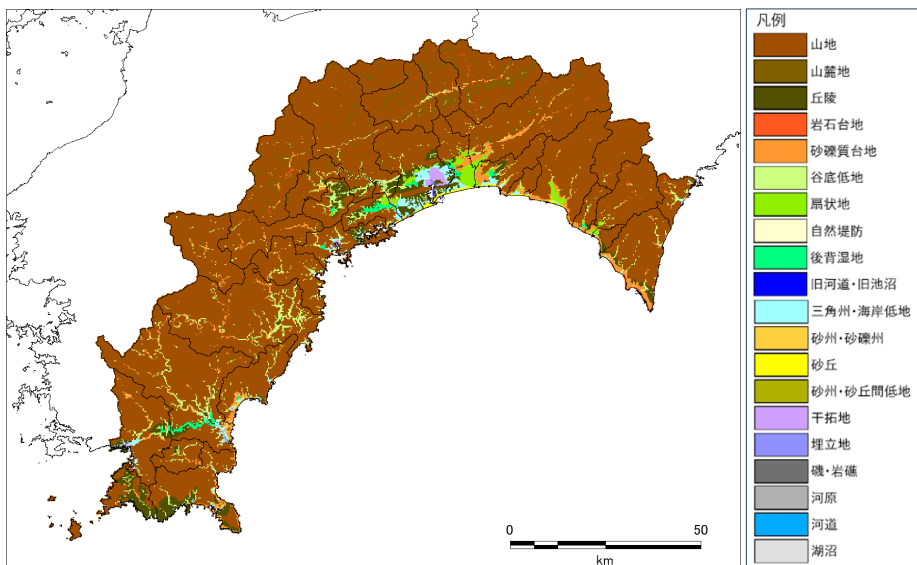 凡例
山地
山麓地
丘陵
岩石台地
砂礫質台地
谷底低地
扇状地
自然堤防
後背湿地
旧河道・旧池沼
三角州・海岸低地
砂州・砂礫州
砂丘
砂州・砂丘間低地
干拓地
埋立地
磯・岩礁
河原
河道
湖沼
0 50
km